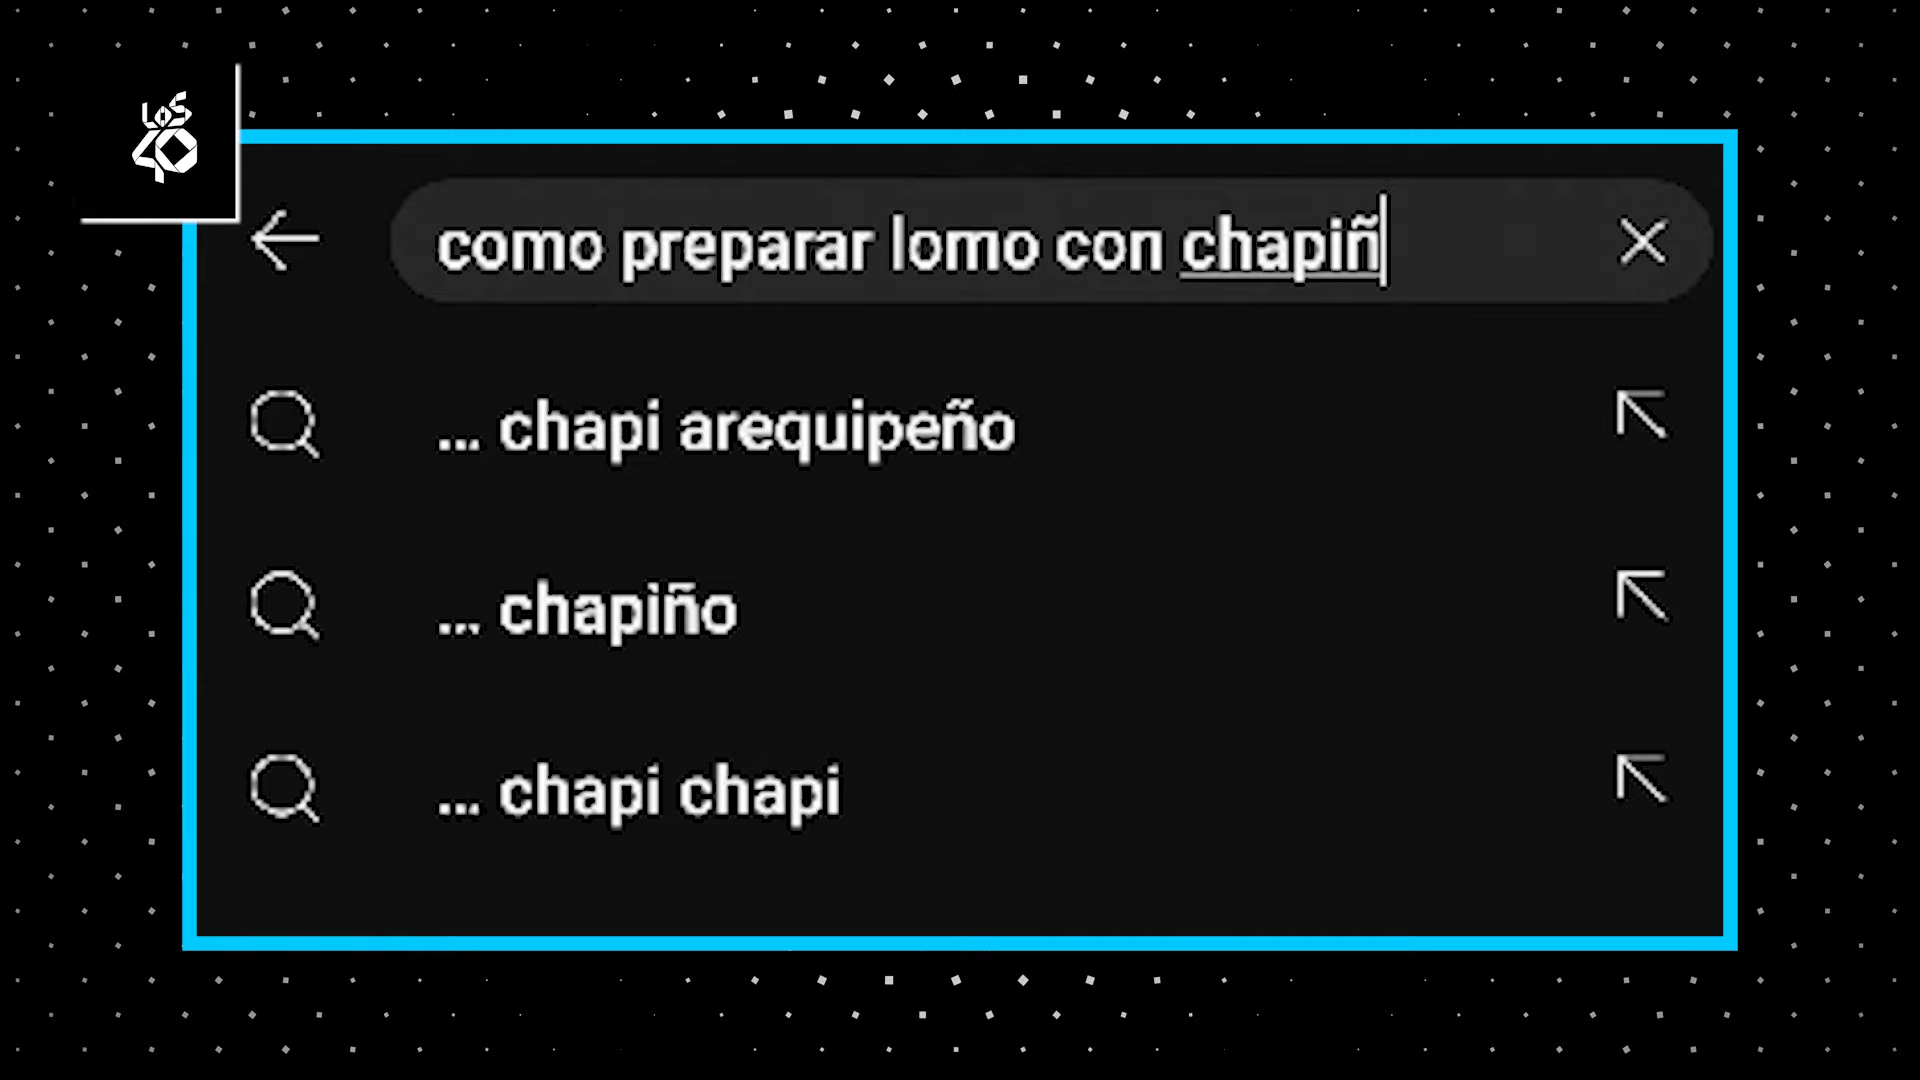 LOS
40
como preparar lomo con chapiñ
... chapi arequipeño
... chapiño
... chapi chapi